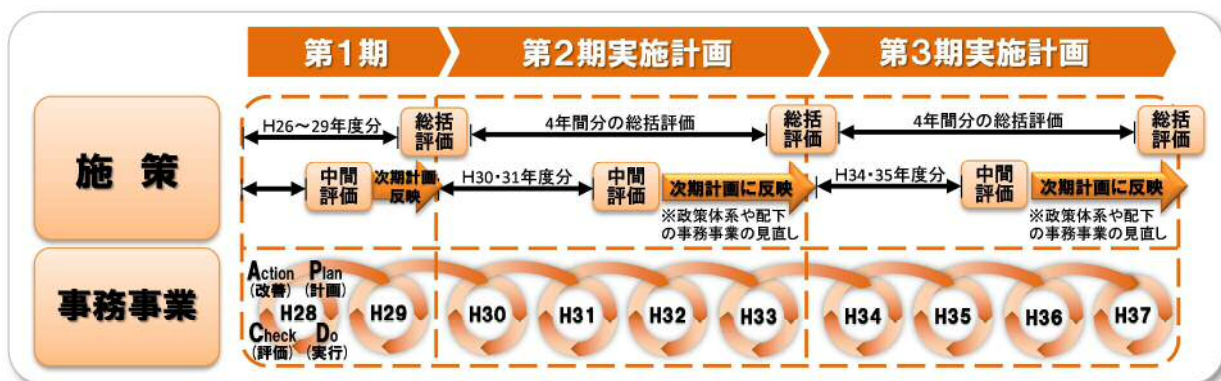 第1期
第2期実施計画
第3期実施計画
施 策
H26～29年度分
総括
評価
4年間分の総括評価
総括
評価
4年間分の総括評価
総括
評価
中間
評価
次期計画
反映
H30・31年度分
中間
評価
次期計画に反映
※政策体系や配下
の事務事業の見直し
H34・35年度分
中間
評価
次期計画に反映
※政策体系や配下
の事務事業の見直し
事務事業
Action Plan
(改善) (計画)
H28
Check Do
(評価) (実行)
H29
H30
H31
H32
H33
H34
H35
H36
H37